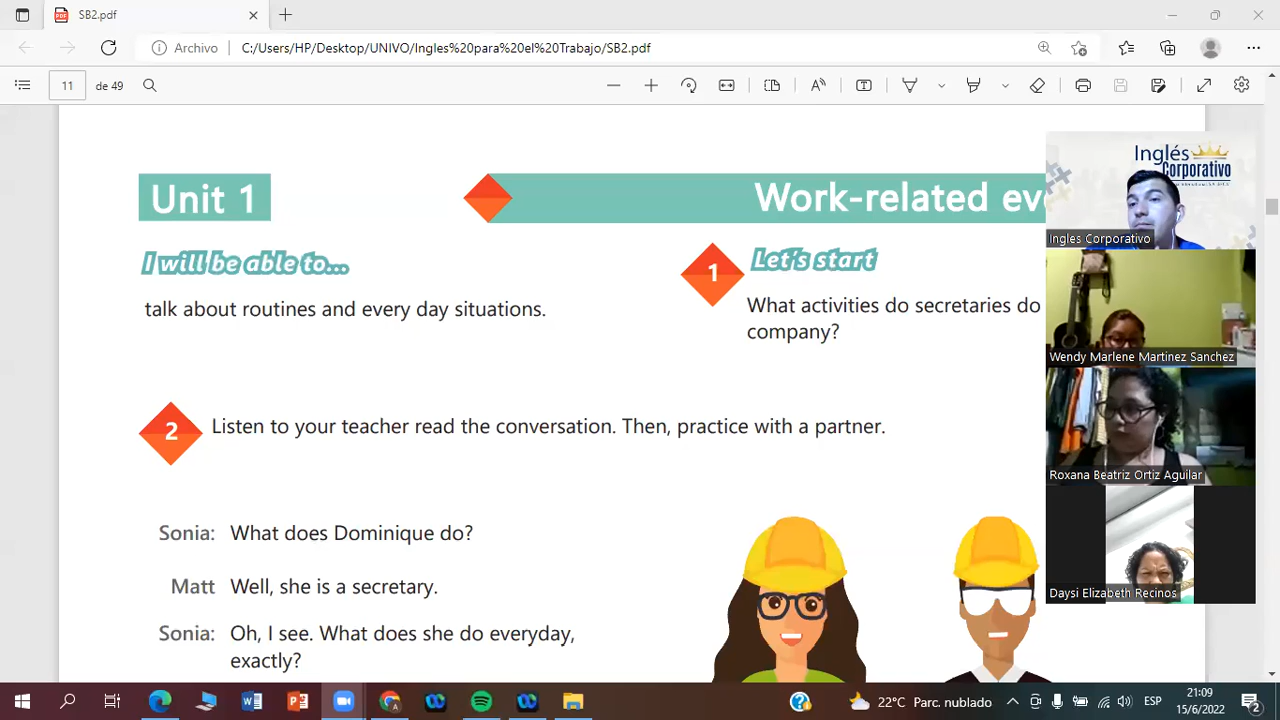 SB2.pdf
Archivo
C:/Users/HP/Desktop/UNIVO/Ingles%20para%20el%20Trabajo/SB2.pdf
11
de 49
Unit 1
Work-related eve
Inglés
Corporativo
Ingles Corporativo
I will be able to...
1
Let's start
talk about routines and every day situations.
What activities do secretaries do
company?
Wendy Marlene Martinez Sanchez
2
Listen to your teacher read the conversation. Then, practice with a partner.
Roxana Beatriz Ortiz Aguilar
Sonia: What does Dominique do?
Matt Well, she is a secretary.
Daysi Elizabeth Recinos
Sonia: Oh, I see. What does she do everyday,
exactly?
22°C Parc. nublado
ESP
21:09
15/6/2022
2